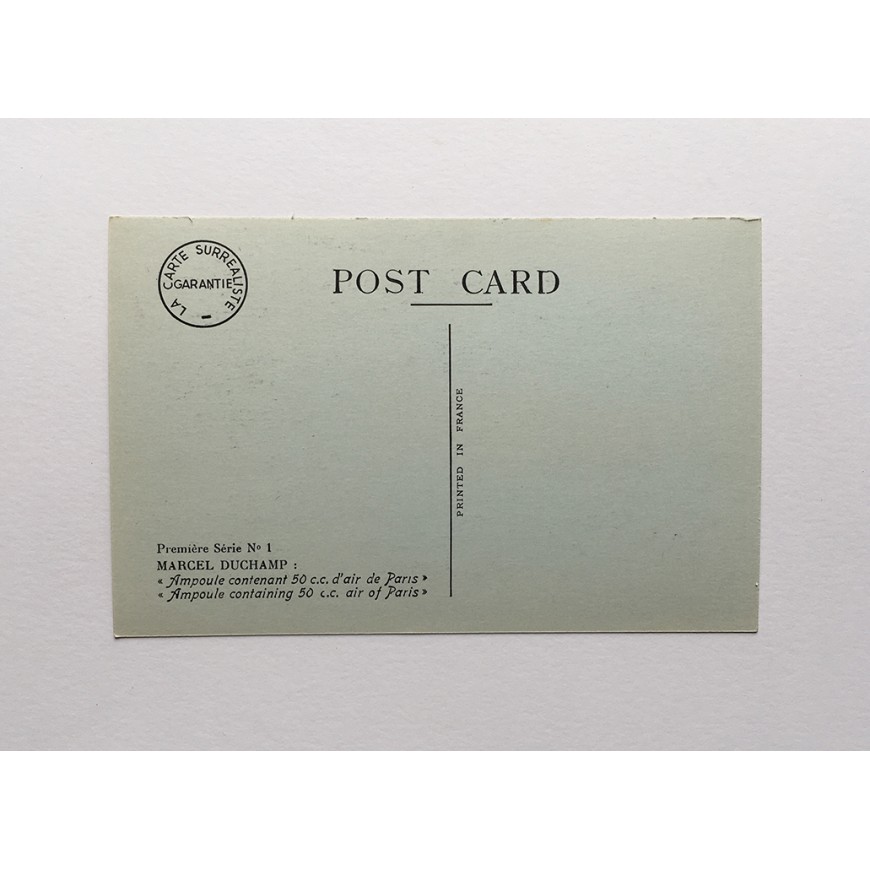 LA CARTE SURREALISTE -
GARANTIE
POST CARD
PRINTED IN FRANCE
Première Série Nº 1
MARCEL DUCHAMP :
« Ampoule contenant 50 c.c. d'air de Paris »
« Ampoule containing 50 c.c. air of Paris »